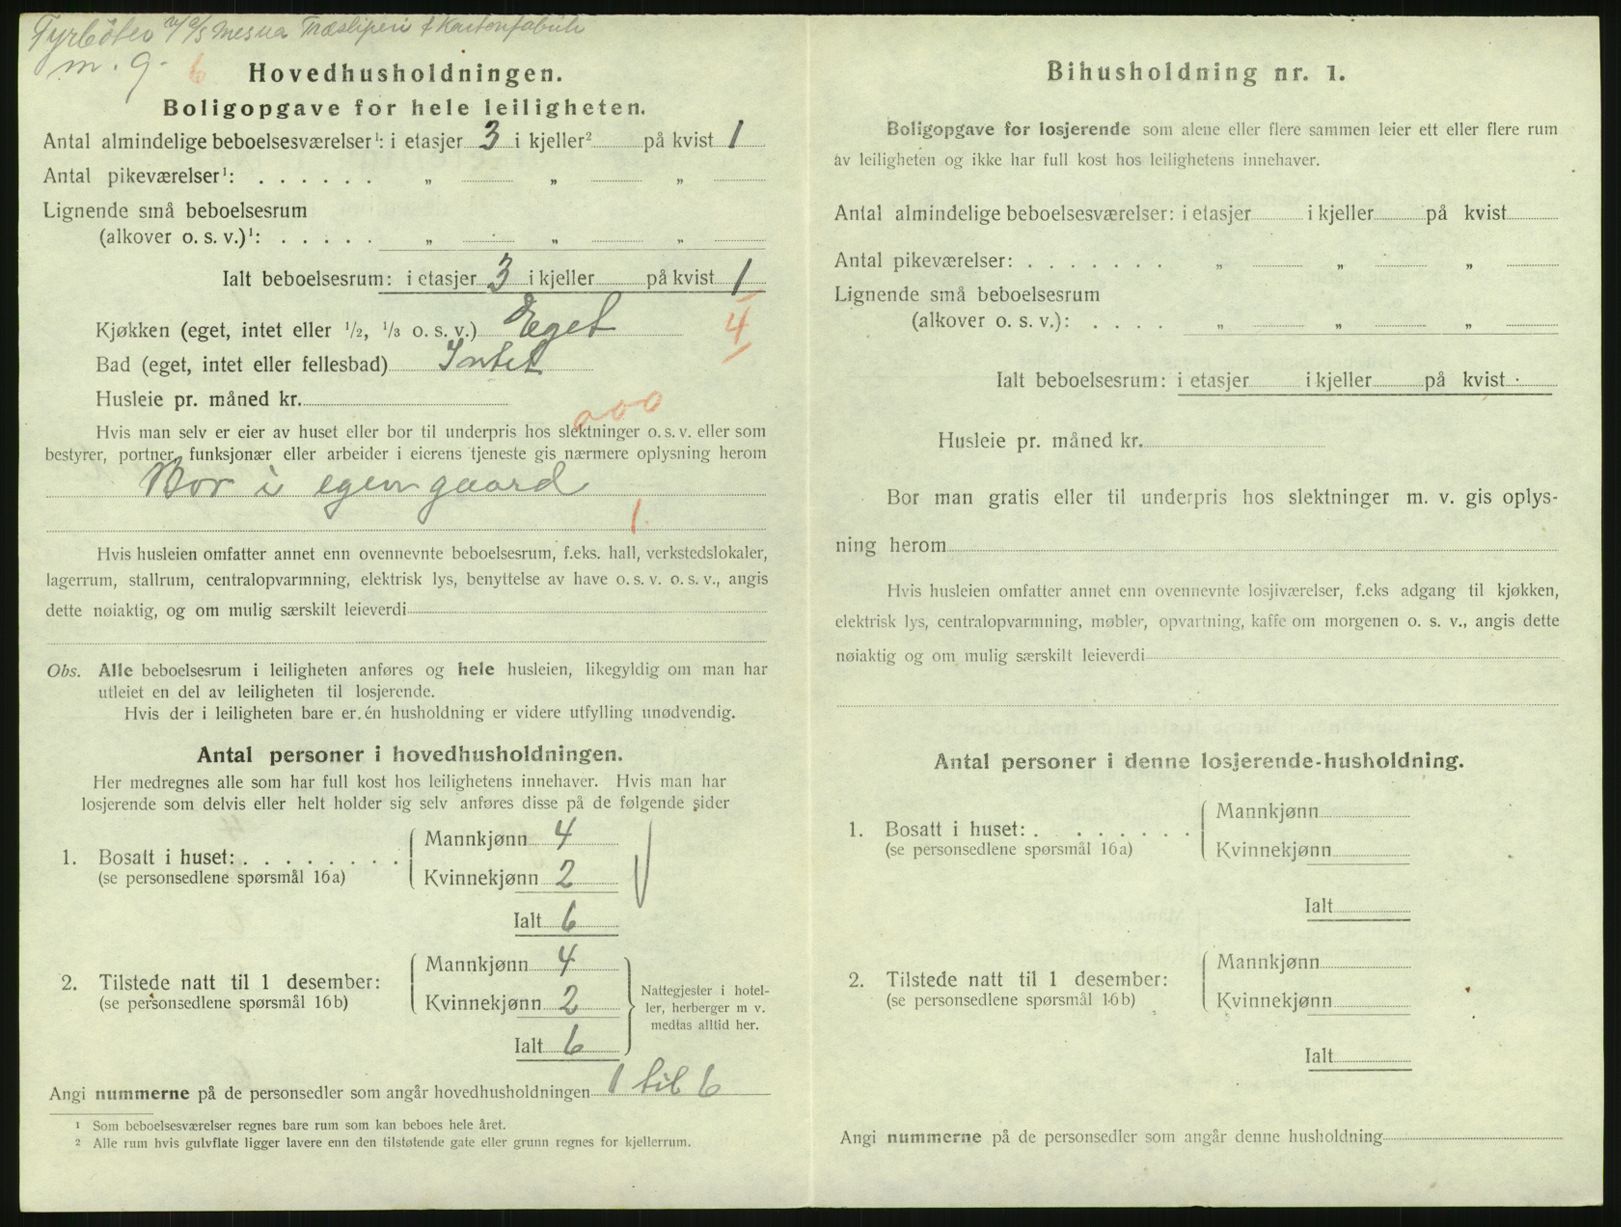 Fyrbøter v/ A/S Mesna Træsliperi & Kartonfabrik
m. g. 6
Hovedhusholdningen.
Boligopgave for hele leiligheten.
Antal almindelige beboelsesværelser¹: i etasjer 3 i kjeller² på kvist 1
Antal pikeværelser¹: . . . . . . „ „ „
Lignende små beboelsesrum
(alkover o. s. v.)¹: . . . . . „ „ „
Ialt beboelsesrum: i etasjer 3 i kjeller på kvist 1
Kjøkken (eget, intet eller ½, ⅓ o. s. v.) Eget 4
Bad (eget, intet eller fellesbad) Intet
Husleie pr. måned kr.
000
Hvis man selv er eier av huset eller bor til underpris hos slektninger o. s. v. eller som
bestyrer, portner, funksjonær eller arbeider i eierens tjeneste gis nærmere oplysning herom
Bor i egen gaard
1
Hvis husleien omfatter annet enn ovennevnte beboelsesrum, f.eks. hall, verkstedslokaler,
lagerrum, stallrum, centralopvarmning, elektrisk lys, benyttelse av have o. s. v. o. s. v., angis
dette nøiaktig, og om mulig særskilt leieverdi
Obs. Alle beboelsesrum i leiligheten anføres og hele husleien, likegyldig om man har
utleiet en del av leiligheten til losjerende.
Hvis der i leiligheten bare er én husholdning er videre utfylling unødvendig.
Antal personer i hovedhusholdningen.
Her medregnes alle som har full kost hos leilighetens innehaver. Hvis man har
losjerende som delvis eller helt holder sig selv anføres disse på de følgende sider
Mannkjønn 4
1. Bosatt i huset: . . . . . . . .
(se personsedlene spørsmål 16a)
Kvinnekjønn 2
Ialt 6
Mannkjønn 4
2. Tilstede natt til 1 desember:
(se personsedlene spørsmål 16b)
Kvinnekjønn 2
Ialt 6
Nattegjester i hotel-
ler, herberger m v.
medtas alltid her.
Angi nummerne på de personsedler som angår hovedhusholdningen 1 til 6
¹ Som beboelsesværelser regnes bare rum som kan beboes hele året.
² Alle rum hvis gulvflate ligger lavere enn den tilstøtende gate eller grunn regnes for kjellerrum.
Bihusholdning nr. 1.
Boligopgave for losjerende som alene eller flere sammen leier ett eller flere rum
av leiligheten og ikke har full kost hos leilighetens innehaver.
Antal almindelige beboelsesværelser: i etasjer i kjeller på kvist
Antal pikeværelser: . . . . . . . „ „ „
Lignende små beboelsesrum
(alkover o. s. v.): . . . . „ „ „
Ialt beboelsesrum: i etasjer i kjeller på kvist
Husleie pr. måned kr.
Bor man gratis eller til underpris hos slektninger m. v. gis oplys-
ning herom
Hvis husleien omfatter annet enn ovennevnte losjiværelser, f.eks adgang til kjøkken,
elektrisk lys, centralopvarmning, møbler, opvartning, kaffe om morgenen o. s. v., angis dette
nøiaktig og om mulig særskilt leieverdi
Antal personer i denne losjerende-husholdning.
Mannkjønn
1. Bosatt i huset: . . . . . . .
(se personsedlene spørsmål 16a)
Kvinnekjønn
Ialt
Mannkjønn
2. Tilstede natt til 1 desember:
(se personsedlene spørsmål 16b)
Kvinnekjønn
Ialt
Angi nummerne på de personsedler som angår denne husholdning